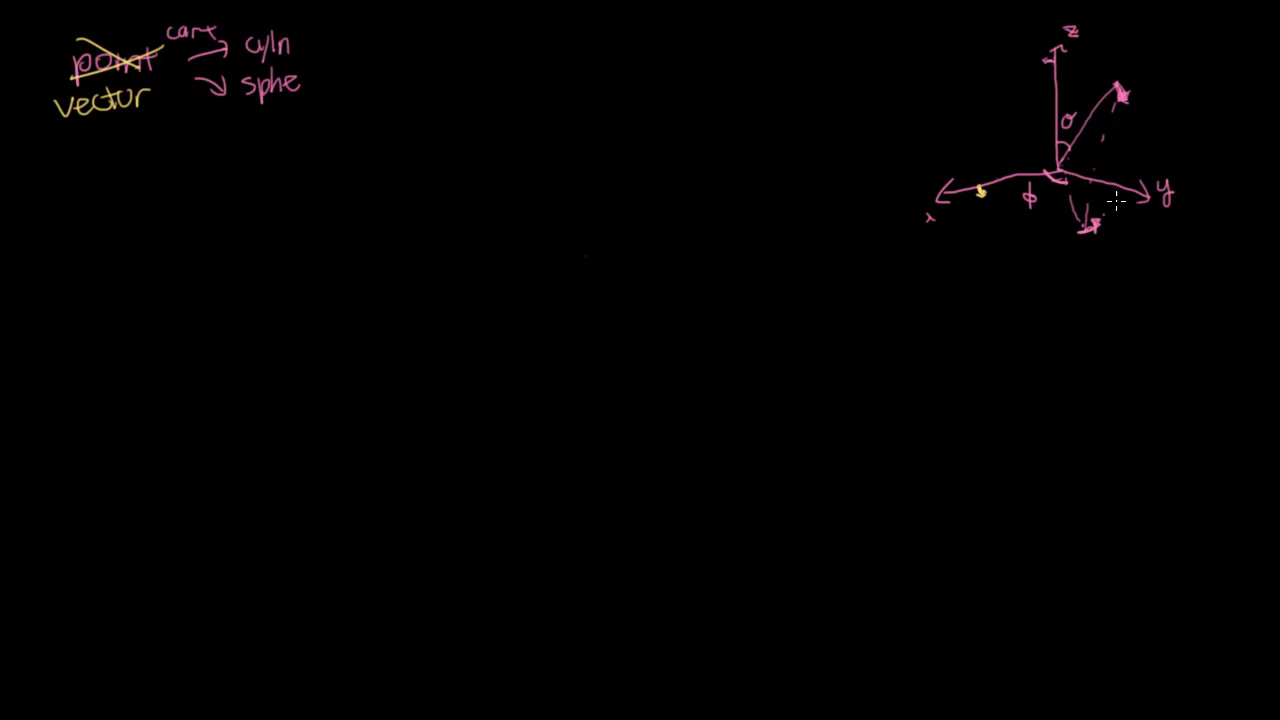 cart
point → cyln
↘ sphe
vector
z
θ
y
x
ϕ